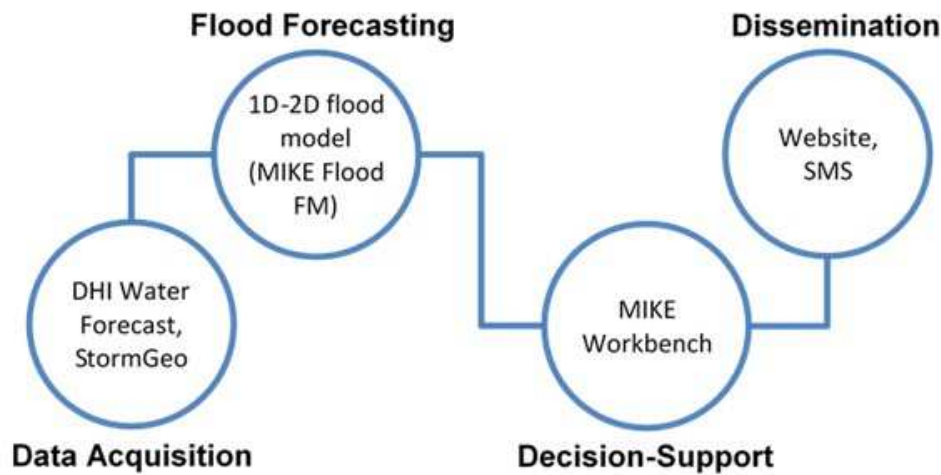 Flood Forecasting
Dissemination
1D-2D flood
model
(MIKE Flood
FM)
Website,
SMS
DHI Water
Forecast,
StormGeo
MIKE
Workbench
Data Acquisition
Decision-Support